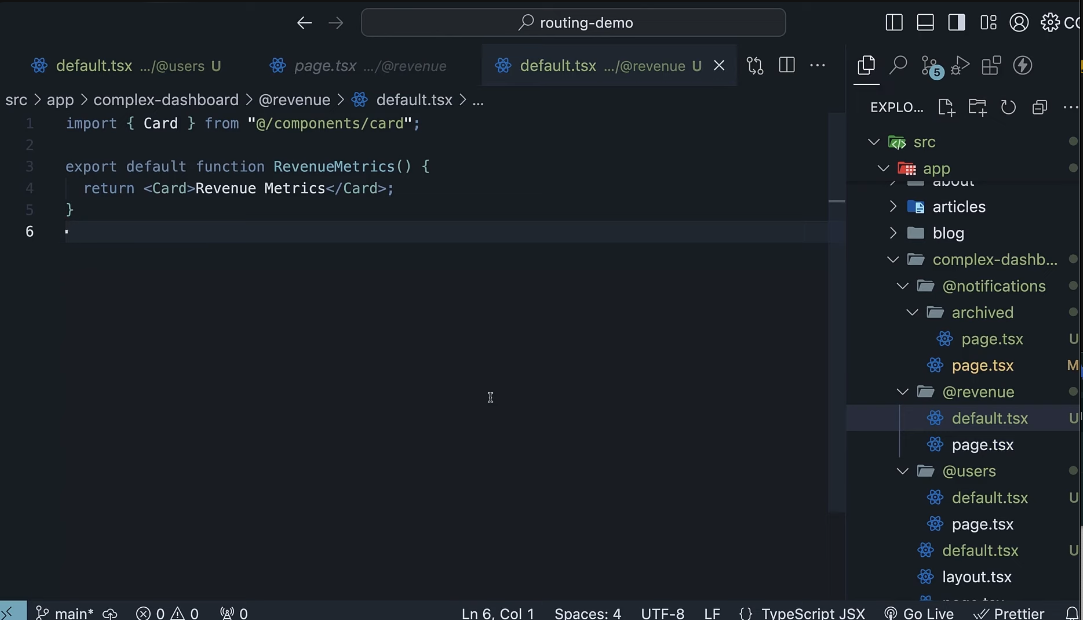 routing-demo
default.tsx .../@users U
page.tsx .../@revenue
default.tsx .../@revenue U
src > app > complex-dashboard > @revenue > default.tsx > ...
1 import { Card } from "@/components/card";
2
3 export default function RevenueMetrics() {
4 return <Card>Revenue Metrics</Card>;
5 }
6
5
EXPLO...
src
app
about
articles
blog
complex-dashb...
@notifications
archived
page.tsx U
page.tsx M
@revenue
default.tsx U
page.tsx
@users
default.tsx U
page.tsx
default.tsx U
layout.tsx
main* 0 0 0 Ln 6, Col 1 Spaces: 4 UTF-8 LF {} TypeScript JSX Go Live Prettier